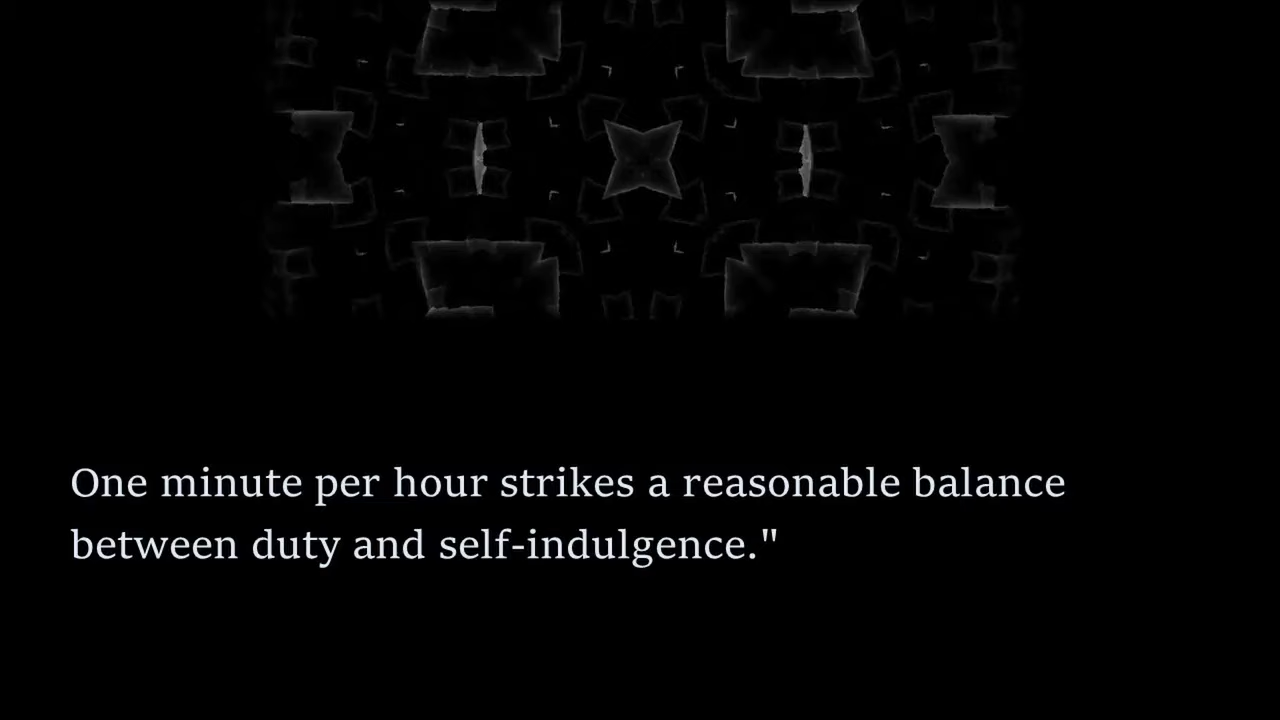 One minute per hour strikes a reasonable balance
between duty and self-indulgence."